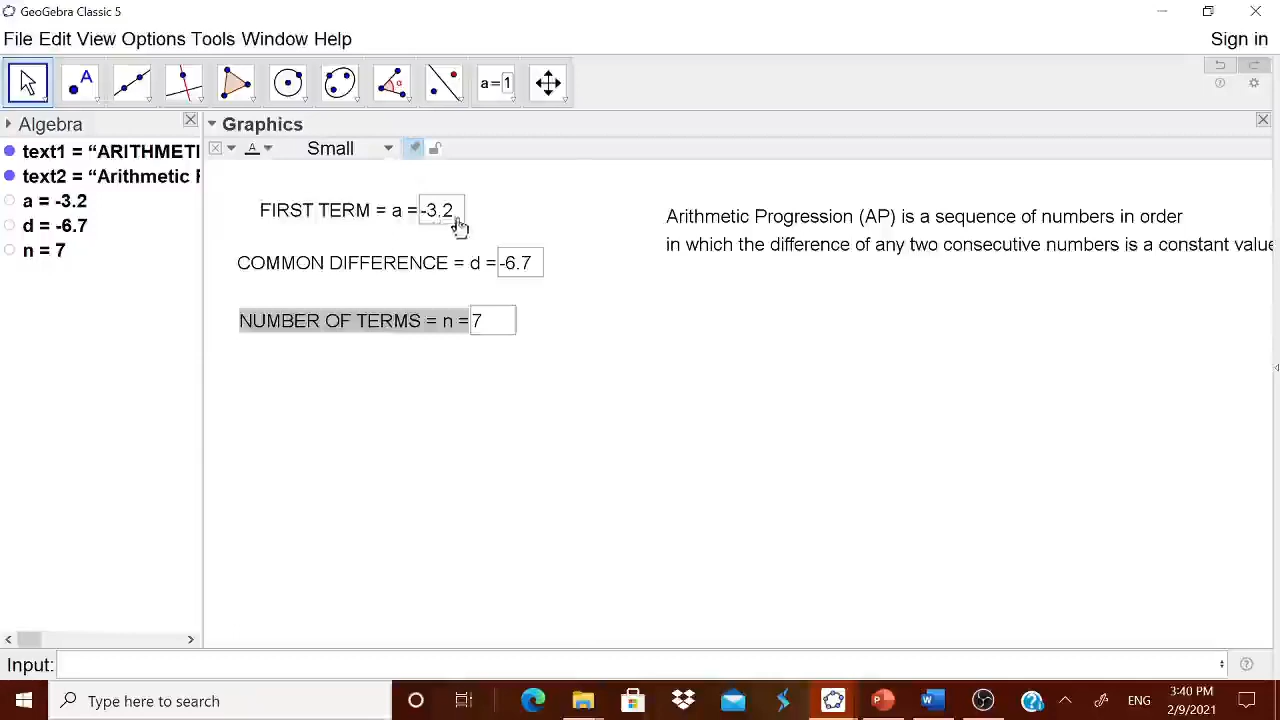 GeoGebra Classic 5
File Edit View Options Tools Window Help
Sign in
A
α
a=1
Algebra
Graphics
A
Small
text1 = “ARITHMETI
text2 = “Arithmetic
a = -3.2
d = -6.7
n = 7
FIRST TERM = a = -3.2
COMMON DIFFERENCE = d = -6.7
NUMBER OF TERMS = n = 7
Arithmetic Progression (AP) is a sequence of numbers in order
in which the difference of any two consecutive numbers is a constant value
Input:
Type here to search
ENG
3:40 PM
2/9/2021